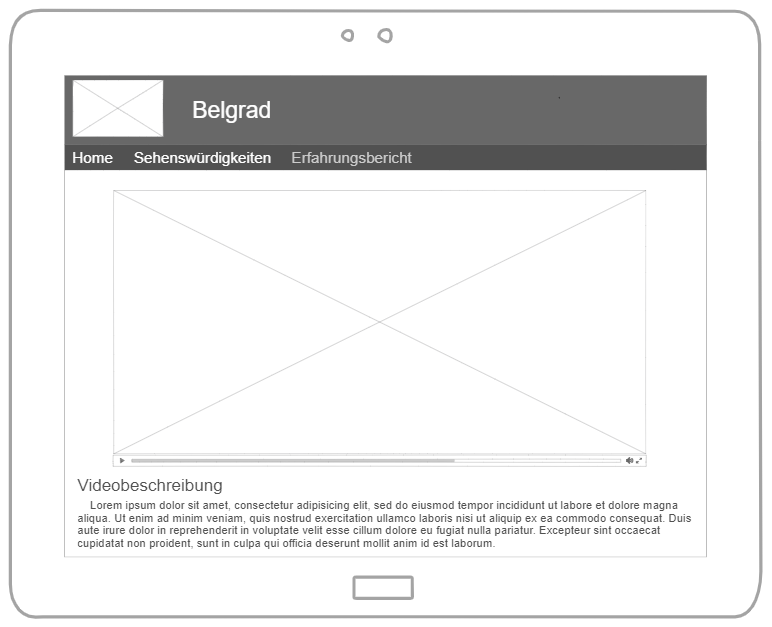 Belgrad
Home Sehenswürdigkeiten Erfahrungsbericht
Videobeschreibung
Lorem ipsum dolor sit amet, consectetur adipisicing elit, sed do eiusmod tempor incididunt ut labore et dolore magna
aliqua. Ut enim ad minim veniam, quis nostrud exercitation ullamco laboris nisi ut aliquip ex ea commodo consequat. Duis
aute irure dolor in reprehenderit in voluptate velit esse cillum dolore eu fugiat nulla pariatur. Excepteur sint occaecat
cupidatat non proident, sunt in culpa qui officia deserunt mollit anim id est laborum.